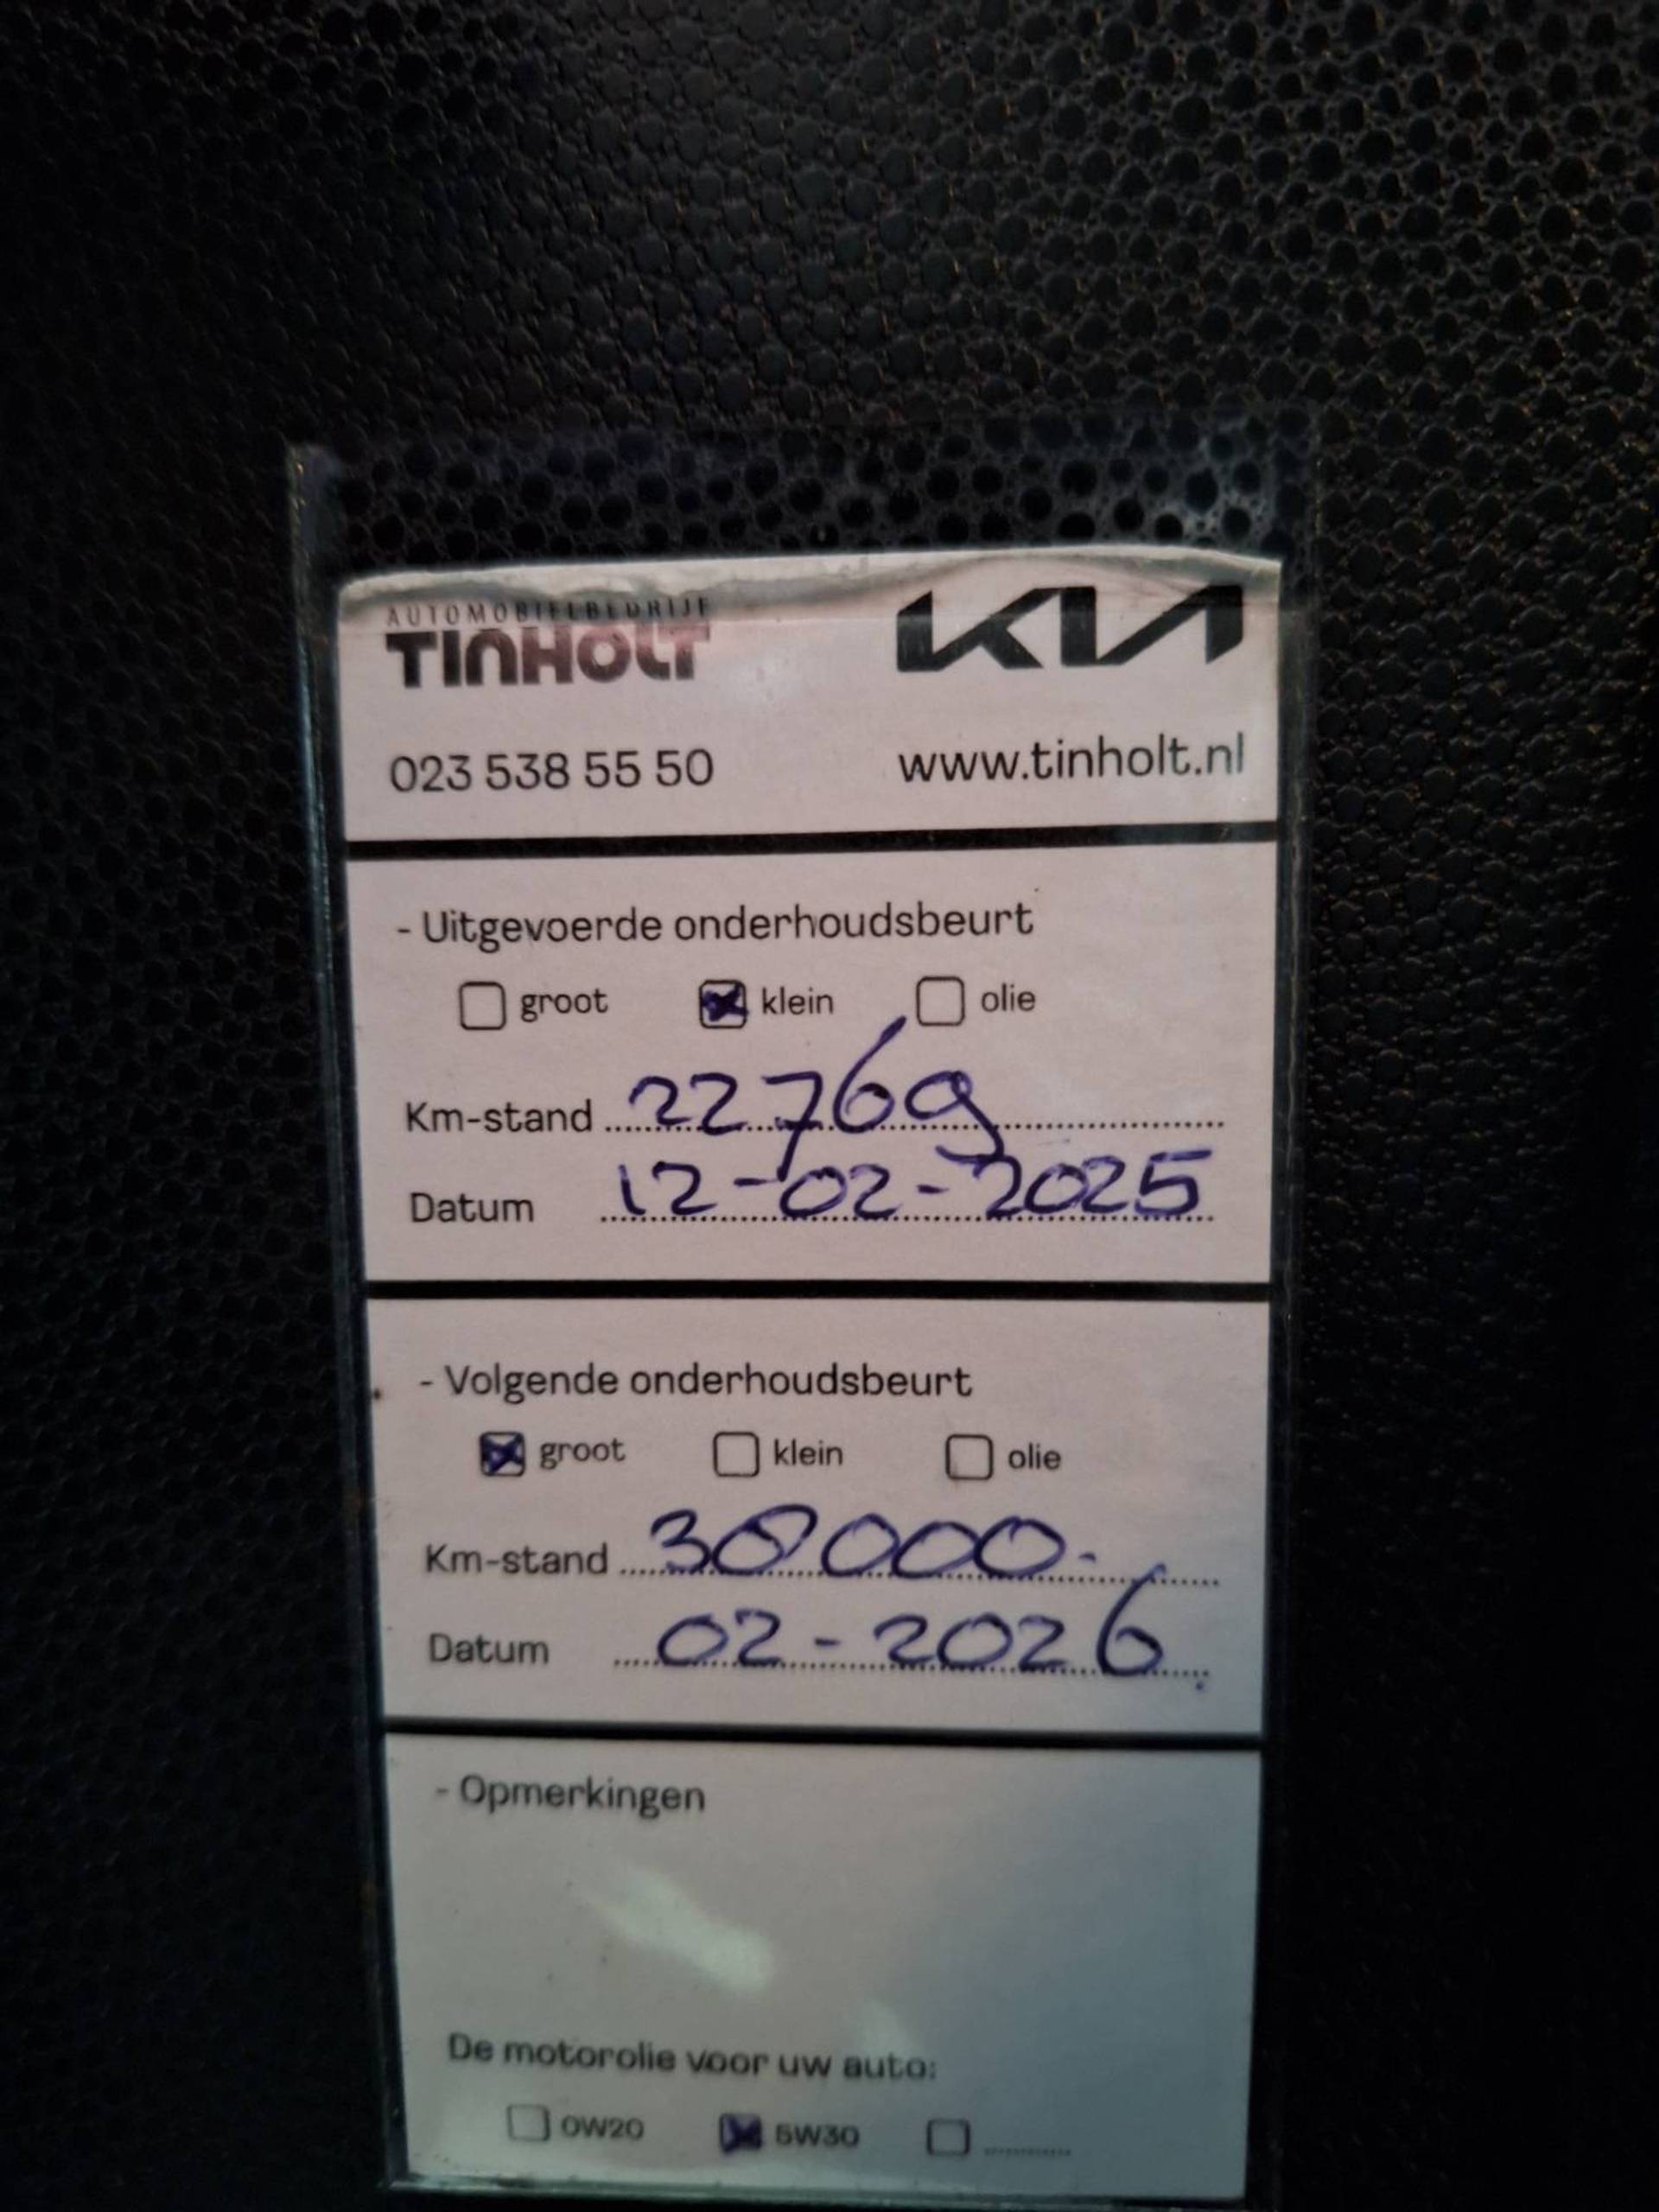 AUTOMOBIELBEDRIJF
TINHOLT KIA
023 538 55 50 www.tinholt.nl
- Uitgevoerde onderhoudsbeurt
groot klein olie
Km-stand 22769
Datum 12-02-2025
- Volgende onderhoudsbeurt
groot klein olie
Km-stand 38000-
Datum 02-2026
- Opmerkingen
De motorolie voor uw auto:
0W20 5W30